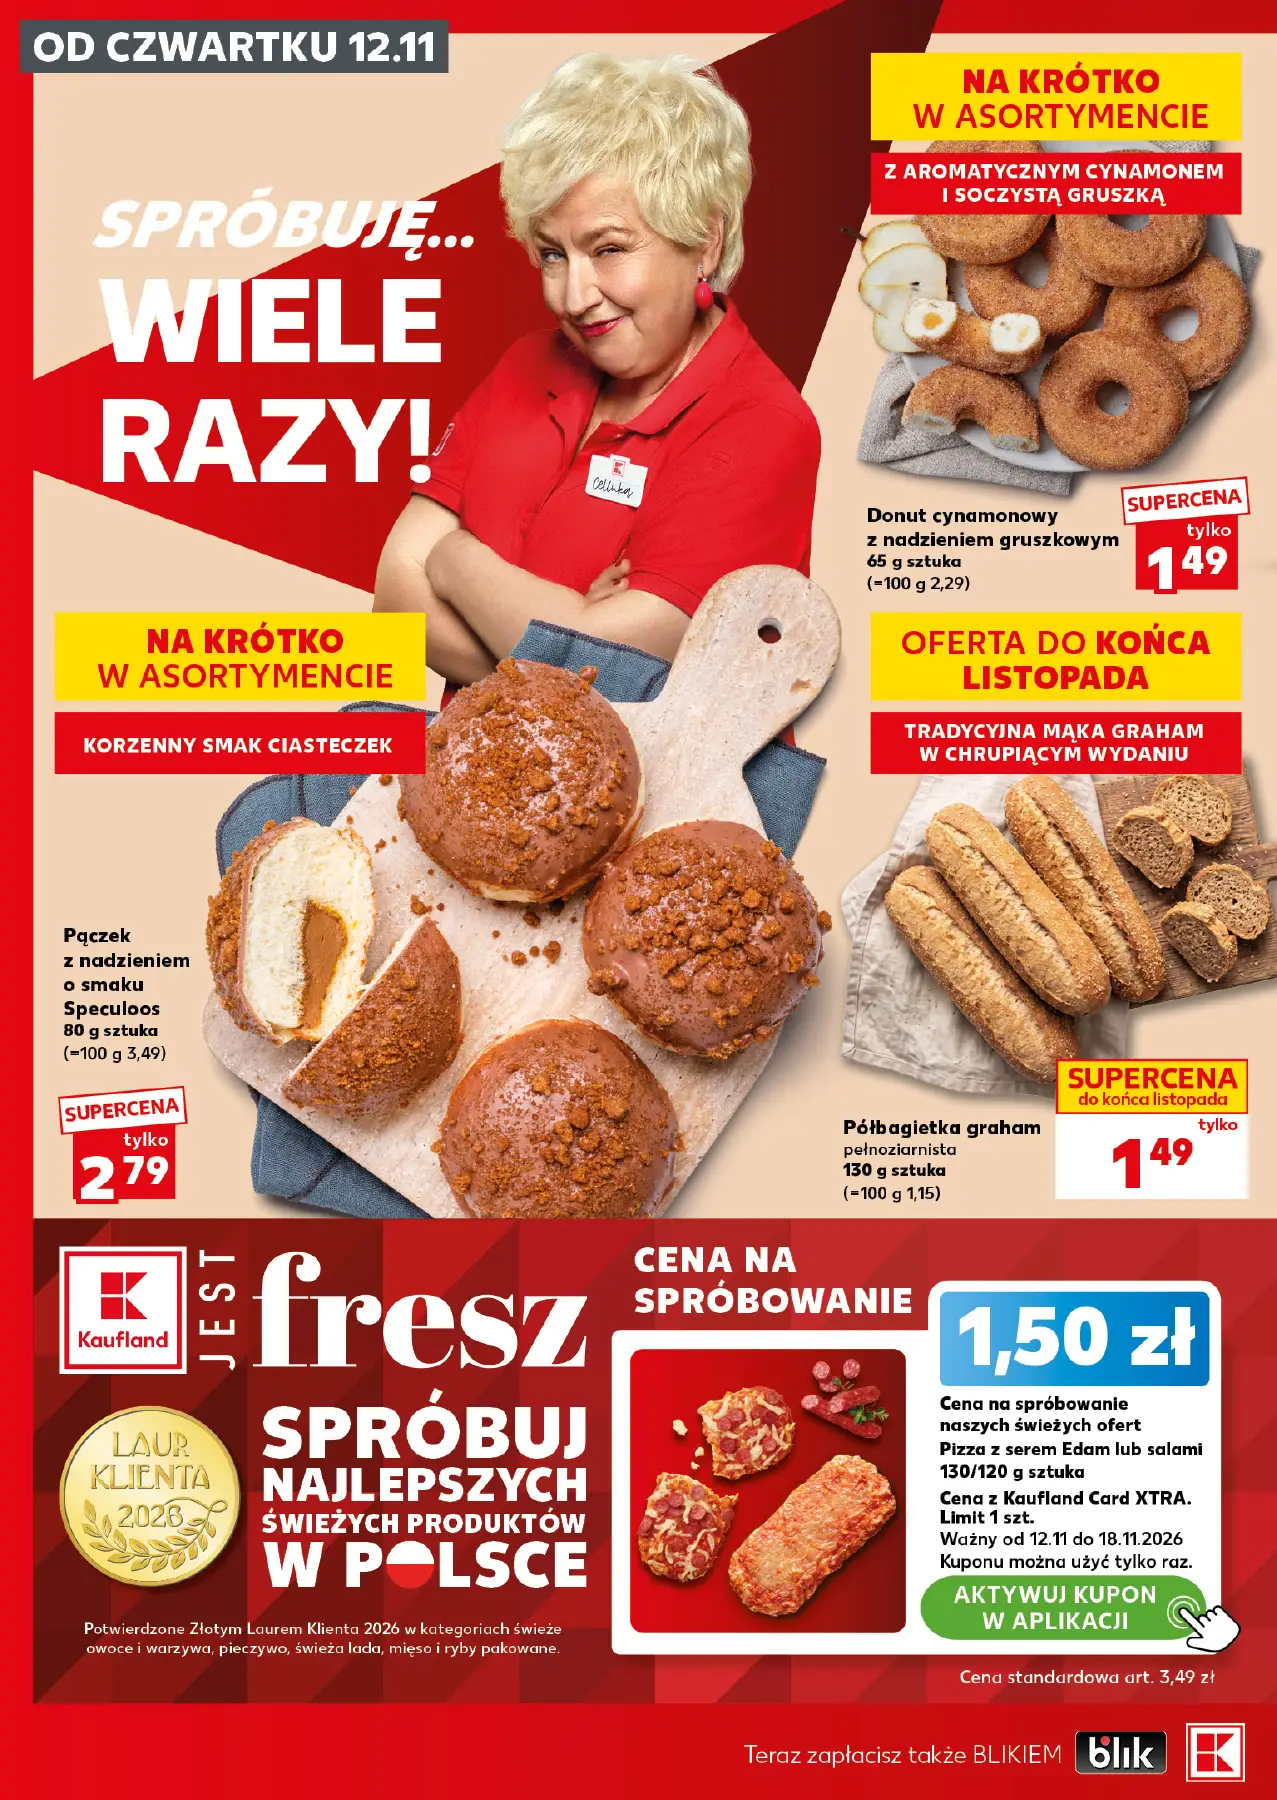 OD CZWARTKU 12.11
SPRÓBUJĘ...
WIELE
RAZY!
Celinka
NA KRÓTKO
W ASORTYMENCIE
Z AROMATYCZNYM CYNAMONEM
I SOCZYSTĄ GRUSZKĄ
Donut cynamonowy
z nadzieniem gruszkowym
65 g sztuka
(=100 g 2,29)
SUPERCENA
tylko
1 49
NA KRÓTKO
W ASORTYMENCIE
KORZENNY SMAK CIASTECZEK
Pączek
z nadzieniem
o smaku
Speculoos
80 g sztuka
(=100 g 3,49)
SUPERCENA
tylko
2 79
OFERTA DO KOŃCA
LISTOPADA
TRADYCYJNA MĄKA GRAHAM
W CHRUPIĄCYM WYDANIU
Półbagietka graham
pełnoziarnista
130 g sztuka
(=100 g 1,15)
SUPERCENA
do końca listopada
tylko
1 49
Kaufland
JEST
fresz
LAUR
KLIENTA
2026
SPRÓBUJ
NAJLEPSZYCH
ŚWIEŻYCH PRODUKTÓW
W POLSCE
Potwierdzone Złotym Laurem Klienta 2026 w kategoriach świeże
owoce i warzywa, pieczywo, świeża lada, mięso i ryby pakowane.
CENA NA
SPRÓBOWANIE
1,50 zł
Cena na spróbowanie
naszych świeżych ofert
Pizza z serem Edam lub salami
130/120 g sztuka
Cena z Kaufland Card XTRA.
Limit 1 szt.
Ważny od 12.11 do 18.11.2026
Kuponu można użyć tylko raz.
AKTYWUJ KUPON
W APLIKACJI
Cena standardowa art. 3,49 zł
Teraz zapłacisz także BLIKIEM
blik